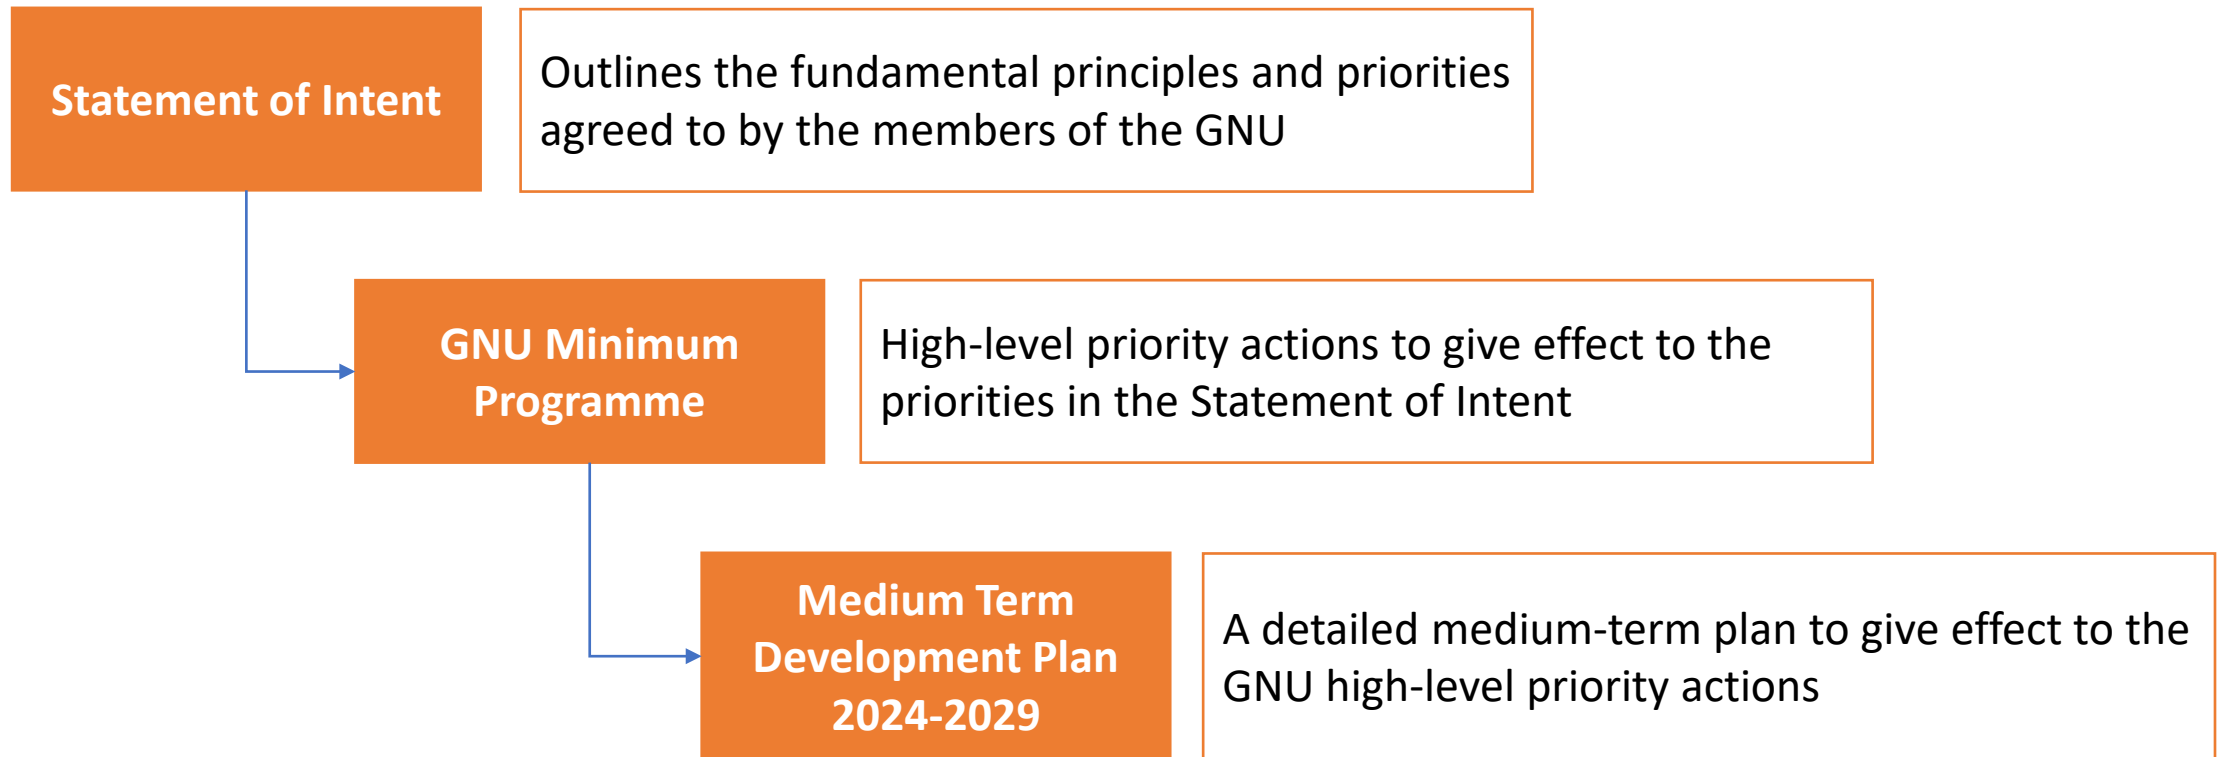 Statement of Intent
Outlines the fundamental principles and priorities
agreed to by the members of the GNU
GNU Minimum
Programme
High-level priority actions to give effect to the
priorities in the Statement of Intent
Medium Term
Development Plan
2024-2029
A detailed medium-term plan to give effect to the
GNU high-level priority actions